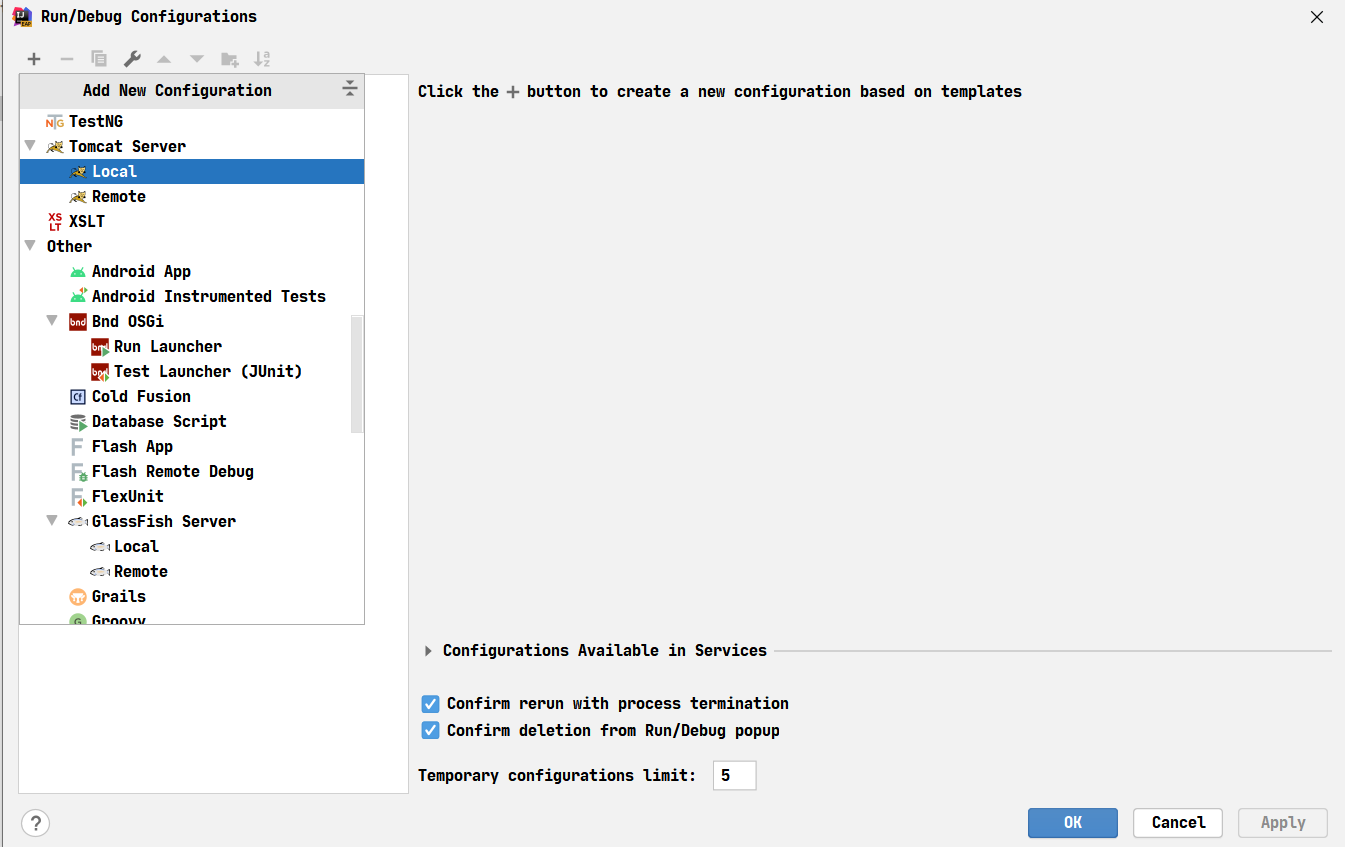 Run/Debug Configurations
Add New Configuration
TestNG
Tomcat Server
Local
Remote
XSLT
Other
Android App
Android Instrumented Tests
Bnd OSGi
Run Launcher
Test Launcher (JUnit)
Cold Fusion
Database Script
Flash App
Flash Remote Debug
FlexUnit
GlassFish Server
Local
Remote
Grails
Groovy
Click the + button to create a new configuration based on templates
Configurations Available in Services
Confirm rerun with process termination
Confirm deletion from Run/Debug popup
Temporary configurations limit: 5
? OK Cancel Apply